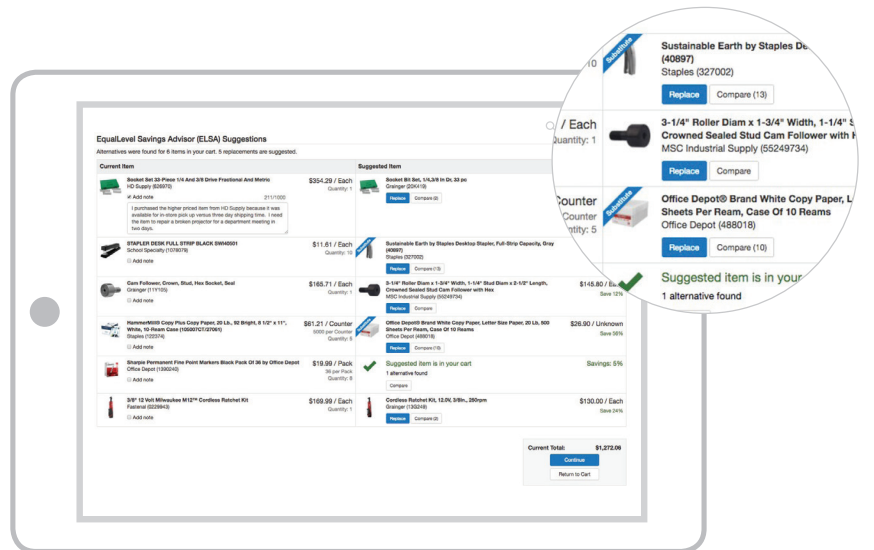 EqualLevel Savings Advisor (ELSA) Suggestions
Alternatives were found for 6 items in your cart. 5 replacements are suggested.
Current Item
Suggested Item
Socket Set 33-Piece 1/4 And 3/8 Drive Fractional And Metric
HD Supply (826970)
Add note
211/1000
I purchased the higher priced item from HD Supply because it was
available for in-store pick up versus three day shipping time. I need
the item to repair a broken projector for a department meeting in
two days.
$354.29 / Each
Quantity: 1
Socket Bit Set, 1/4,3/8 In Dr, 33 pc
Grainger (20K419)
Replace
STAPLER DESK FULL STRIP BLACK SWI40501
School Specialty (1078079)
Add note
$11.61 / Each
Quantity: 10
Substitute
Sustainable Earth by Staples Desktop Stapler, Full-Strip Capacity, Gray
(40897)
Staples (327002)
Replace Compare (13)
Cam Follower, Crown, Stud, Hex Socket, Seal
Grainger (11Y105)
Add note
$165.71 / Each
Quantity: 1
3-1/4" Roller Diam x 1-3/4" Width, 1-1/4" Stud Diam x 2-1/2" Length,
Crowned Sealed Stud Cam Follower with Hex
MSC Industrial Supply (55249734)
Replace Compare
$145.80 /
Save 12%
HammerMill® Copy Plus Copy Paper, 20 Lb., 92 Bright, 8 1/2" x 11",
White, 10-Ream Case (105007CT/27061)
Staples (122374)
Add note
$61.21 / Counter
5000 per Counter
Quantity: 5
Substitute
Office Depot® Brand White Copy Paper, Letter Size Paper, 20 Lb, 500
Sheets Per Ream, Case Of 10 Reams
Office Depot (488018)
Replace Compare (10)
$26.90 / Unknown
Save 56%
Sharpie Permanent Fine Point Markers Black Pack Of 36 by Office Depot
Office Depot (1390240)
Add note
$19.99 / Pack
36 per Pack
Quantity: 8
Suggested item is in your cart
1 alternative found
Compare
Savings: 5%
3/8" 12 Volt Milwaukee M12™ Cordless Ratchet Kit
Fastenal (0228943)
Add note
$169.99 / Each
Quantity: 1
Cordless Ratchet Kit, 12.0V, 3/8In., 250rpm
Grainger (13G248)
Replace Compare (2)
$130.00 / Each
Save 24%
Current Total: $1,272.06
Continue
Return to Cart
10
Substitute
Sustainable Earth by Staples
(40897)
Staples (327002)
Replace Compare (13)
/ Each
Quantity: 1
3-1/4" Roller Diam x 1-3/4" Width, 1-1/4"
Crowned Sealed Stud Cam Follower with
MSC Industrial Supply (55249734)
Replace Compare
Counter
Counter
5
Substitute
Office Depot® Brand White Copy Paper,
Sheets Per Ream, Case Of 10 Reams
Office Depot (488018)
Replace Compare (10)
Suggested item is in your
1 alternative found